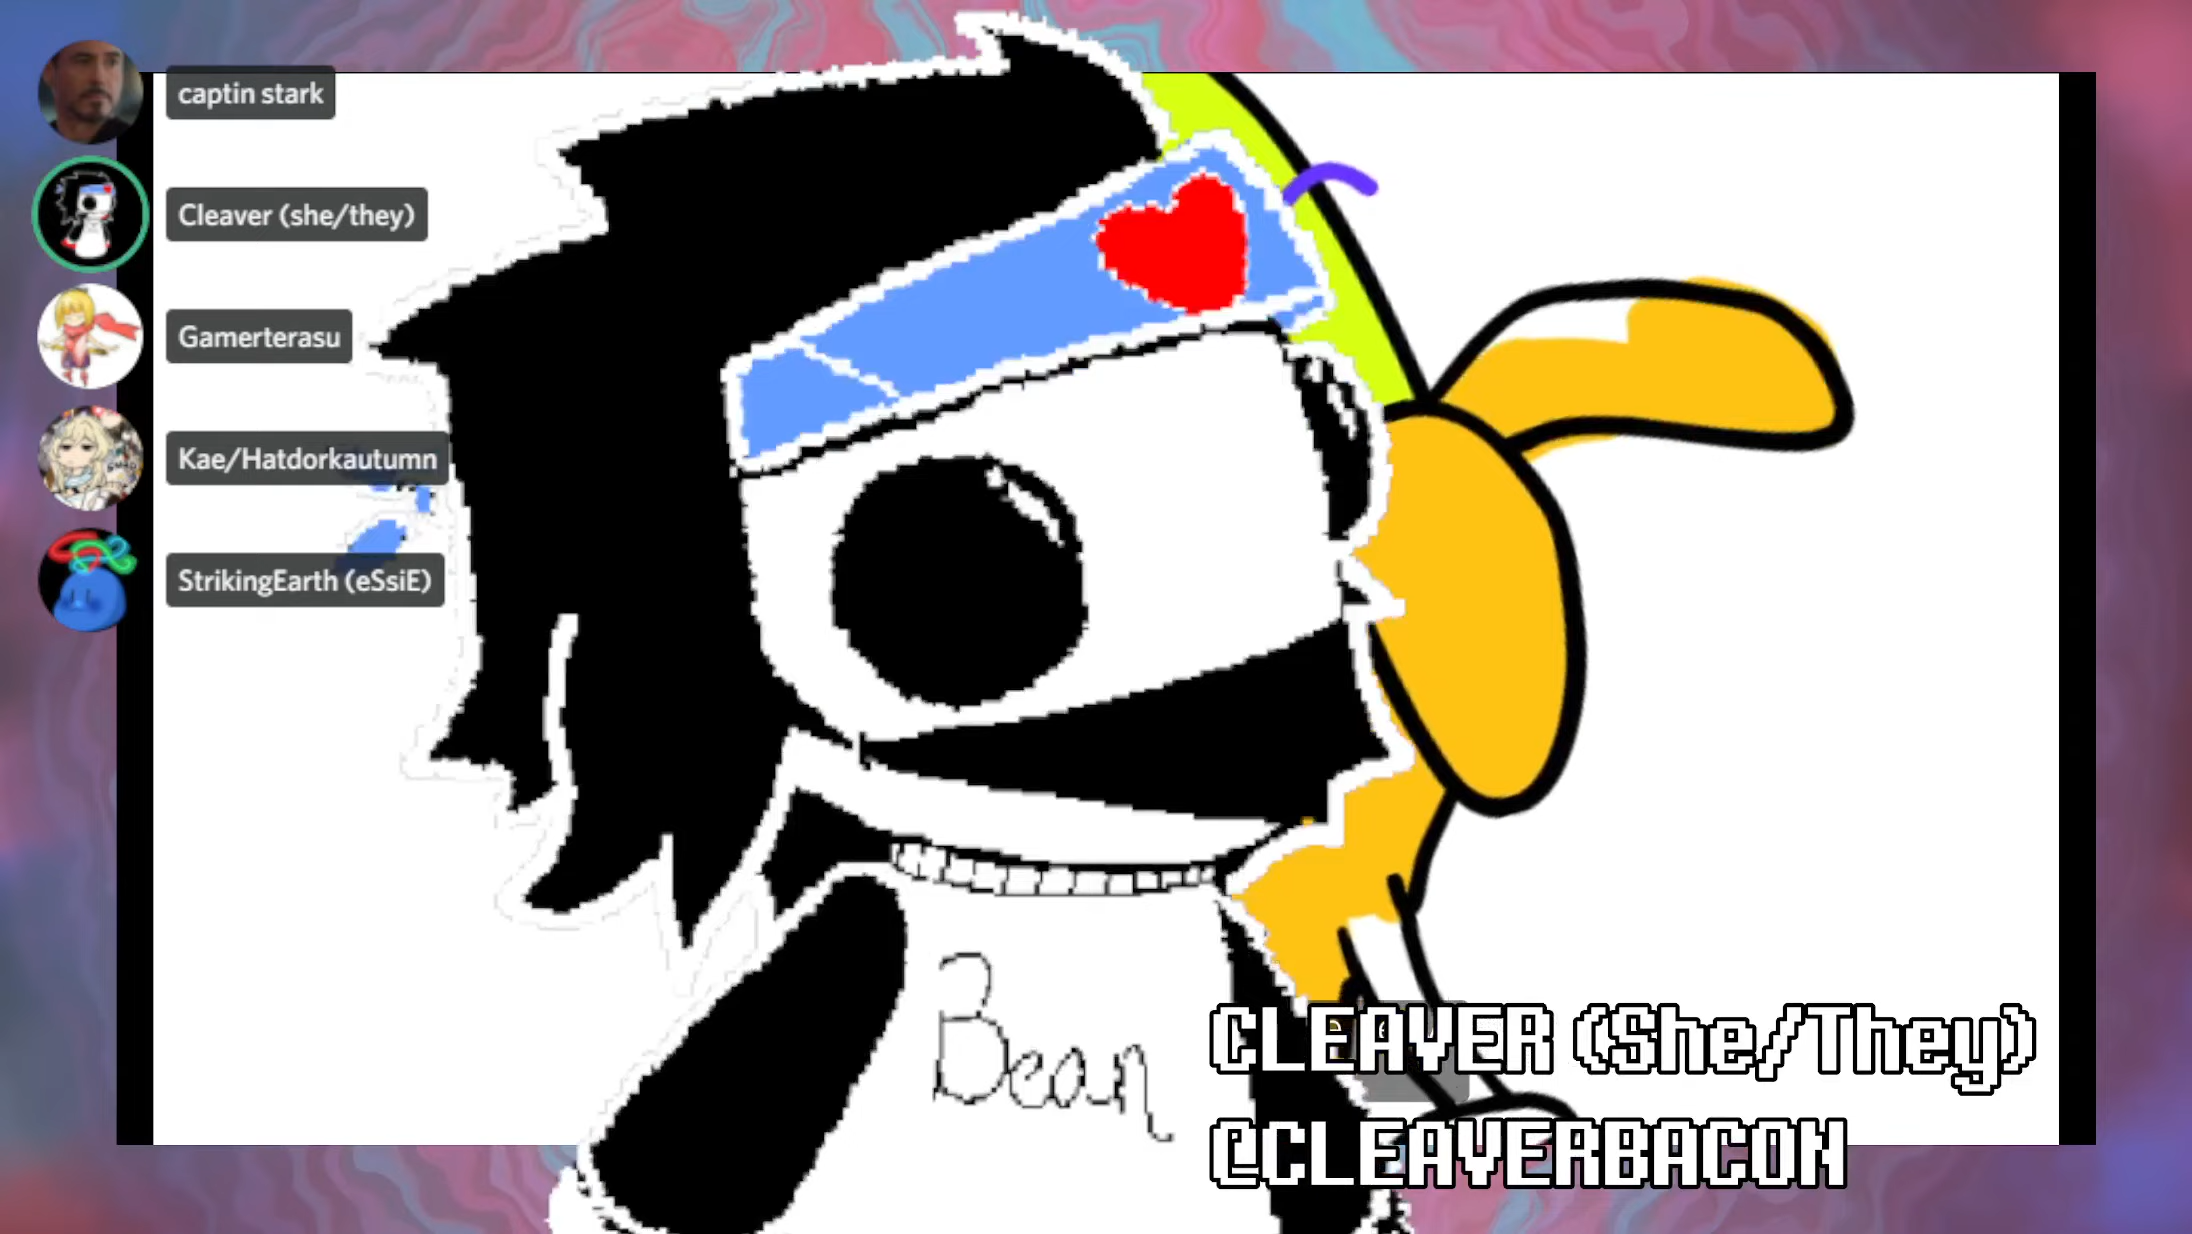 captin stark
Cleaver (she/they)
Gamerterasu
Kae/Hatdorkautumn
StrikingEarth (eSsiE)
Bean
CLEAVER (She/They)
@CLEAVERBACON